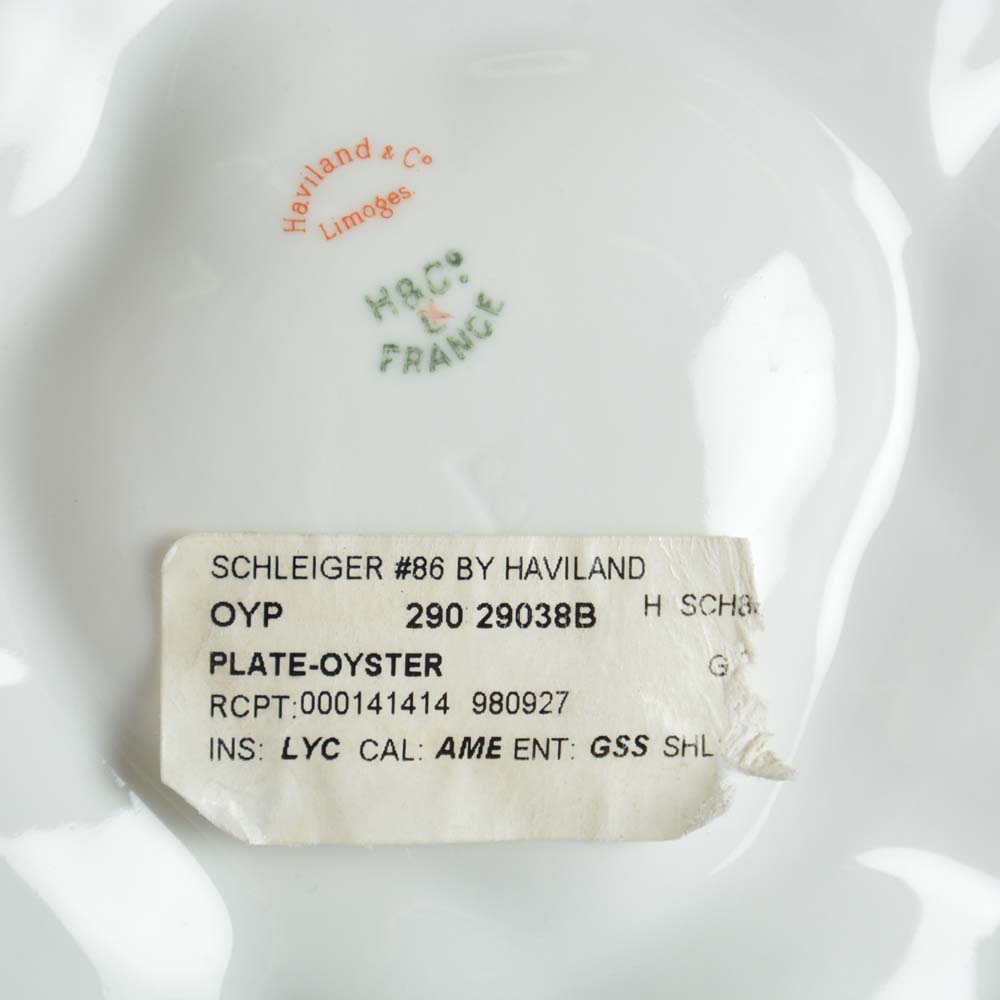 Haviland & Co
Limoges.
H&Co.
L
FRANCE
SCHLEIGER #86 BY HAVILAND
OYP 290 29038B H
PLATE-OYSTER G
RCPT:000141414 980927
INS: LYC CAL: AME ENT: GSS SHL